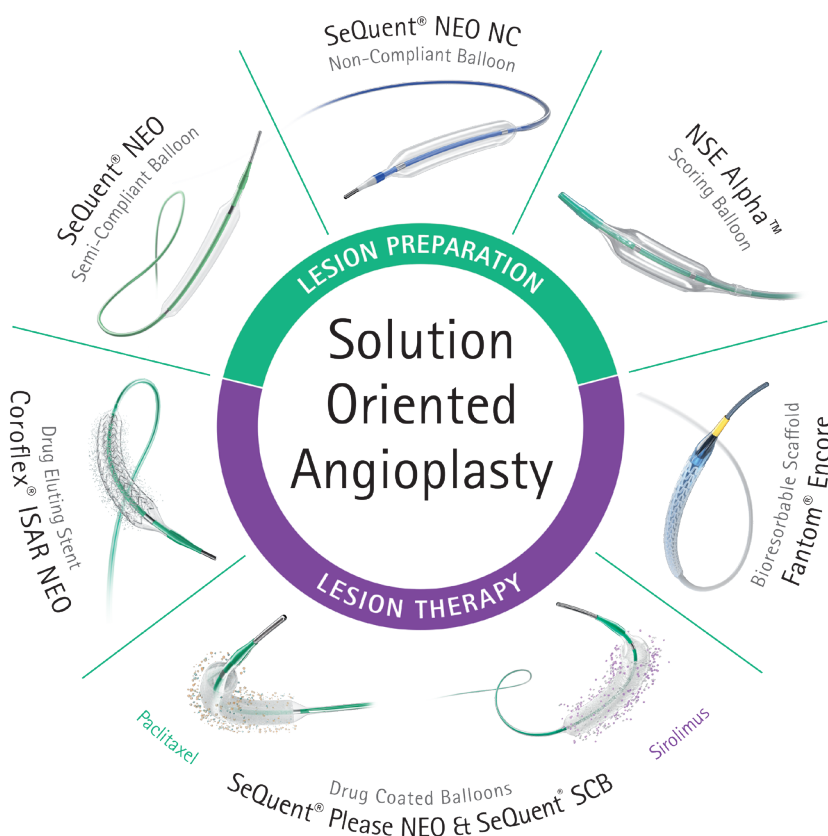 SeQuent® NEO NC
Non-Compliant Balloon
SeQuent® NEO
Semi-Compliant Balloon
NSE Alpha™
Scoring Balloon
LESION PREPARATION
Solution
Oriented
Angioplasty
LESION THERAPY
Drug Eluting Stent
Coroflex® ISAR NEO
Bioresorbable Scaffold
Fantom® Encore
Paclitaxel
Sirolimus
Drug Coated Balloons
SeQuent® Please NEO & SeQuent® SCB